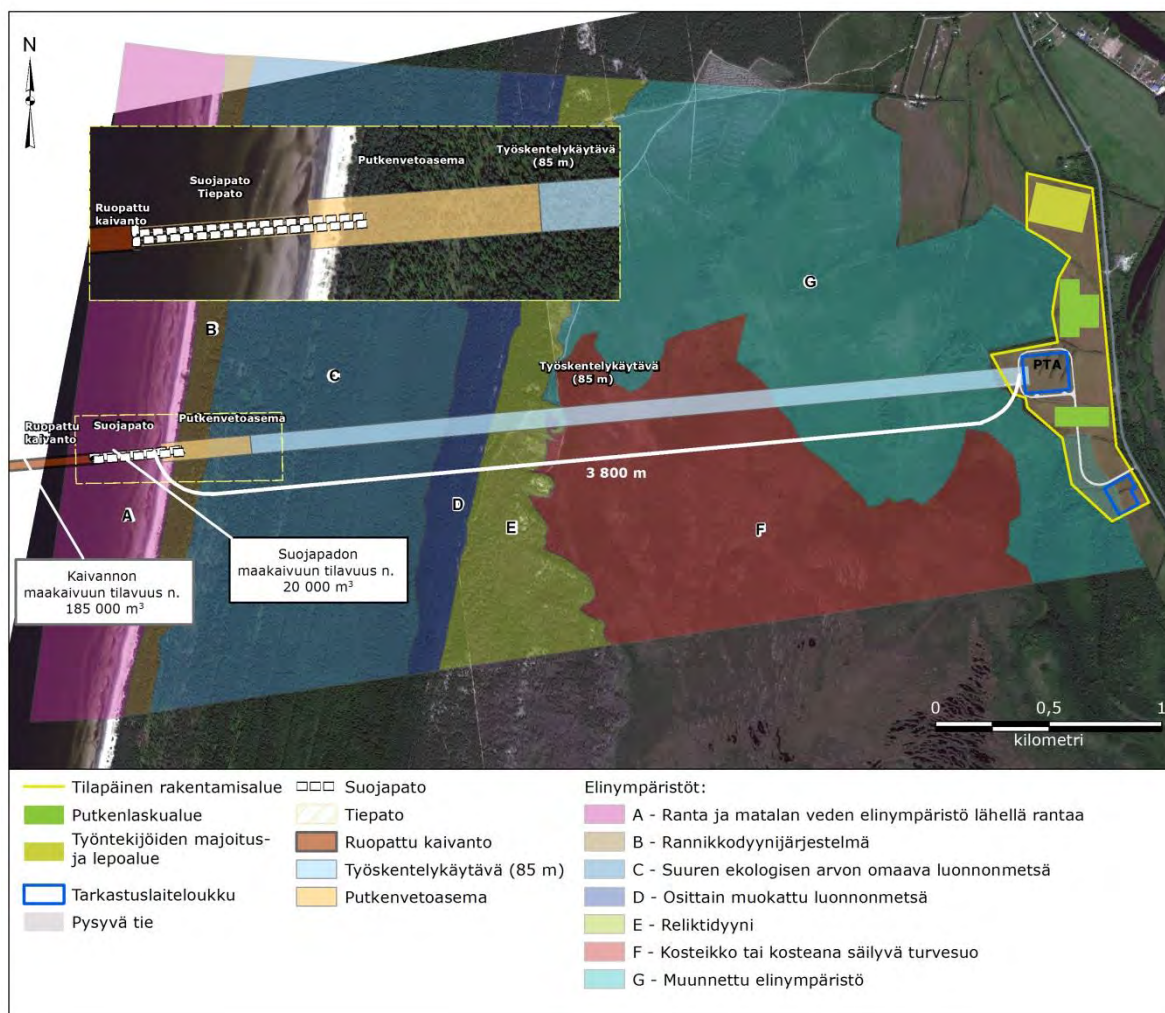 N
Putkenvetoasema
Työskentelykäytävä
(85 m)
Suojapato
Tiepato
Ruopattu
kaivanto
B
C
G
Työskentelykäytävä
(85 m)
PTA
Ruopattu
kaivanto
Suojapato
Putkenvetoasema
3 800 m
A
D
E
F
Kaivannon
maakaivuun tilavuus n.
185 000 m³
Suojapadon
maakaivuun tilavuus n.
20 000 m³
0 0,5 1
kilometri
Tilapäinen rakentamisalue
Putkenlaskualue
Työntekijöiden majoitus-
ja lepoalue
Tarkastuslaiteloukku
Pysyvä tie
Suojapato
Tiepato
Ruopattu kaivanto
Työskentelykäytävä (85 m)
Putkenvetoasema
Elinympäristöt:
A - Ranta ja matalan veden elinympäristö lähellä rantaa
B - Rannikkodyynijärjestelmä
C - Suuren ekologisen arvon omaava luonnonmetsä
D - Osittain muokattu luonnonmetsä
E - Reliktidyyni
F - Kosteikko tai kosteana säilyvä turvesuo
G - Muunnettu elinympäristö